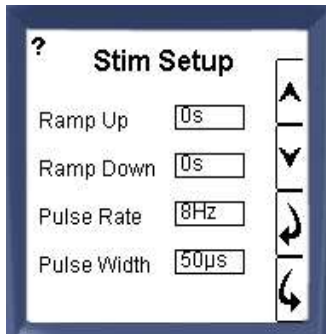 ?
Stim Setup
Ramp Up 0s
Ramp Down 0s
Pulse Rate 8Hz
Pulse Width 50µs